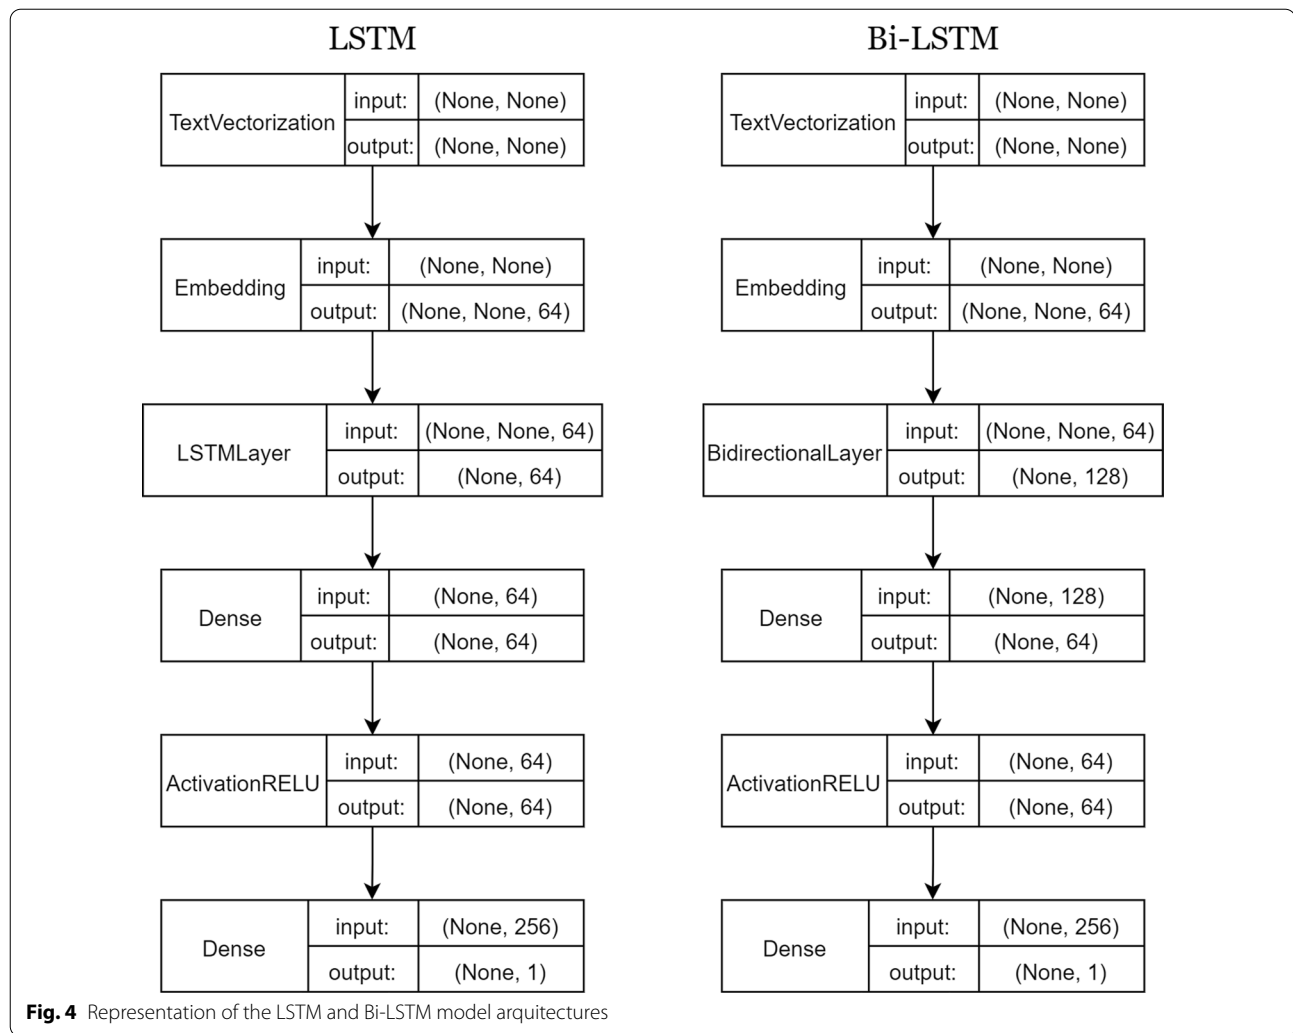 LSTM
TextVectorization
input: (None, None)
output: (None, None)
Embedding
input: (None, None)
output: (None, None, 64)
LSTMLayer
input: (None, None, 64)
output: (None, 64)
Dense
input: (None, 64)
output: (None, 64)
ActivationRELU
input: (None, 64)
output: (None, 64)
Dense
input: (None, 256)
output: (None, 1)
Bi-LSTM
TextVectorization
input: (None, None)
output: (None, None)
Embedding
input: (None, None)
output: (None, None, 64)
BidirectionalLayer
input: (None, None, 64)
output: (None, 128)
Dense
input: (None, 128)
output: (None, 64)
ActivationRELU
input: (None, 64)
output: (None, 64)
Dense
input: (None, 256)
output: (None, 1)
Fig. 4 Representation of the LSTM and Bi-LSTM model arquitectures